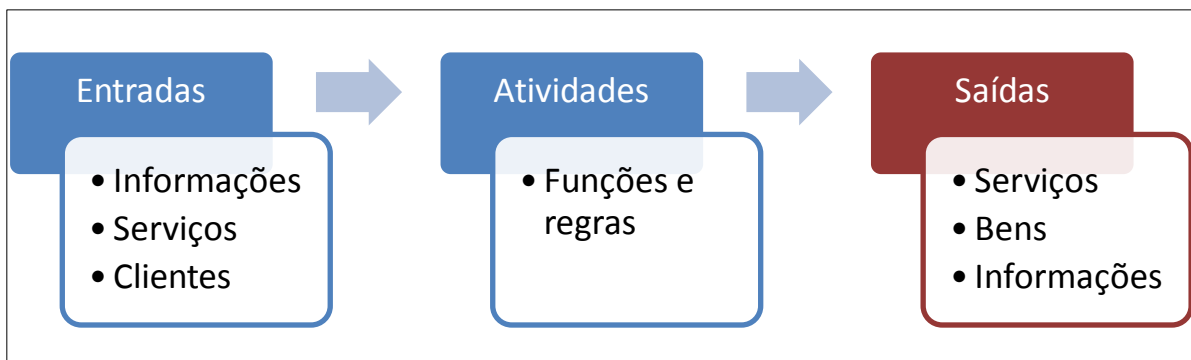 Entradas
• Informações
• Serviços
• Clientes
Atividades
• Funções e
regras
Saídas
• Serviços
• Bens
• Informações